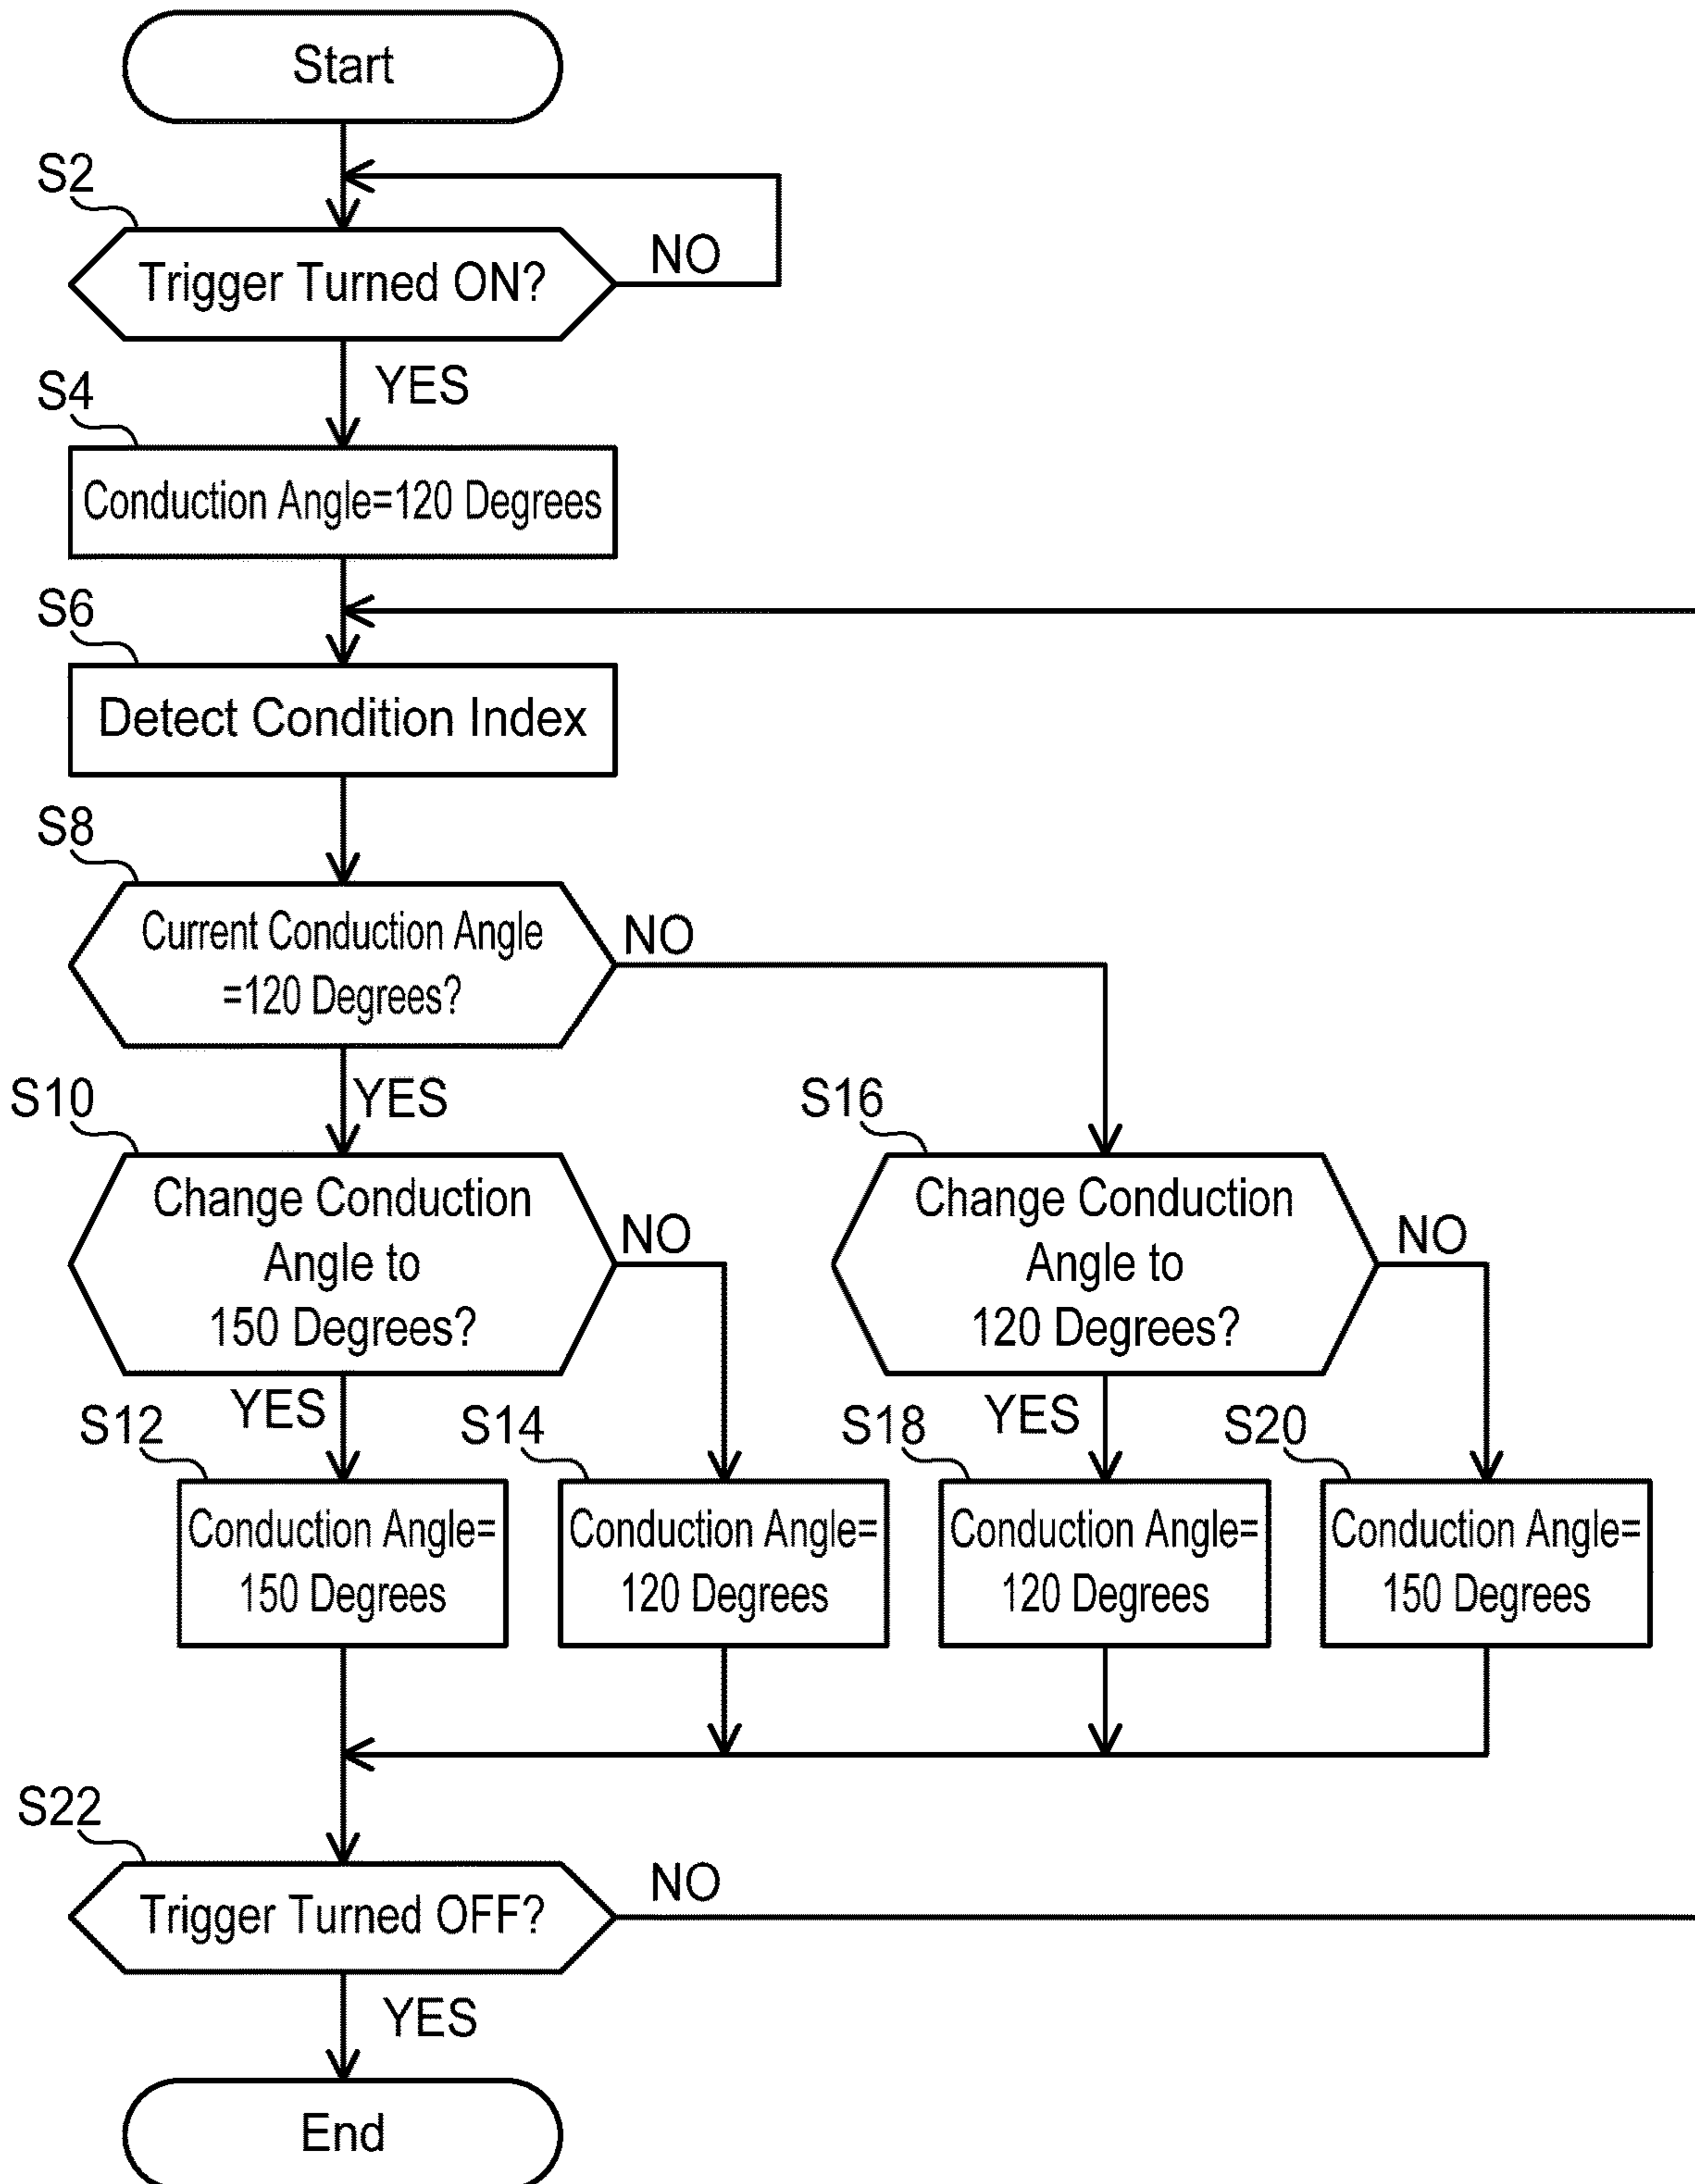 Start
S2
Trigger Turned ON?
NO
YES
S4
Conduction Angle=120 Degrees
S6
Detect Condition Index
S8
Current Conduction Angle
=120 Degrees?
NO
YES
S10
Change Conduction
Angle to
150 Degrees?
NO
S16
Change Conduction
Angle to
120 Degrees?
NO
YES
S12
Conduction Angle=
150 Degrees
S14
Conduction Angle=
120 Degrees
YES
S18
Conduction Angle=
120 Degrees
S20
Conduction Angle=
150 Degrees
S22
Trigger Turned OFF?
NO
YES
End